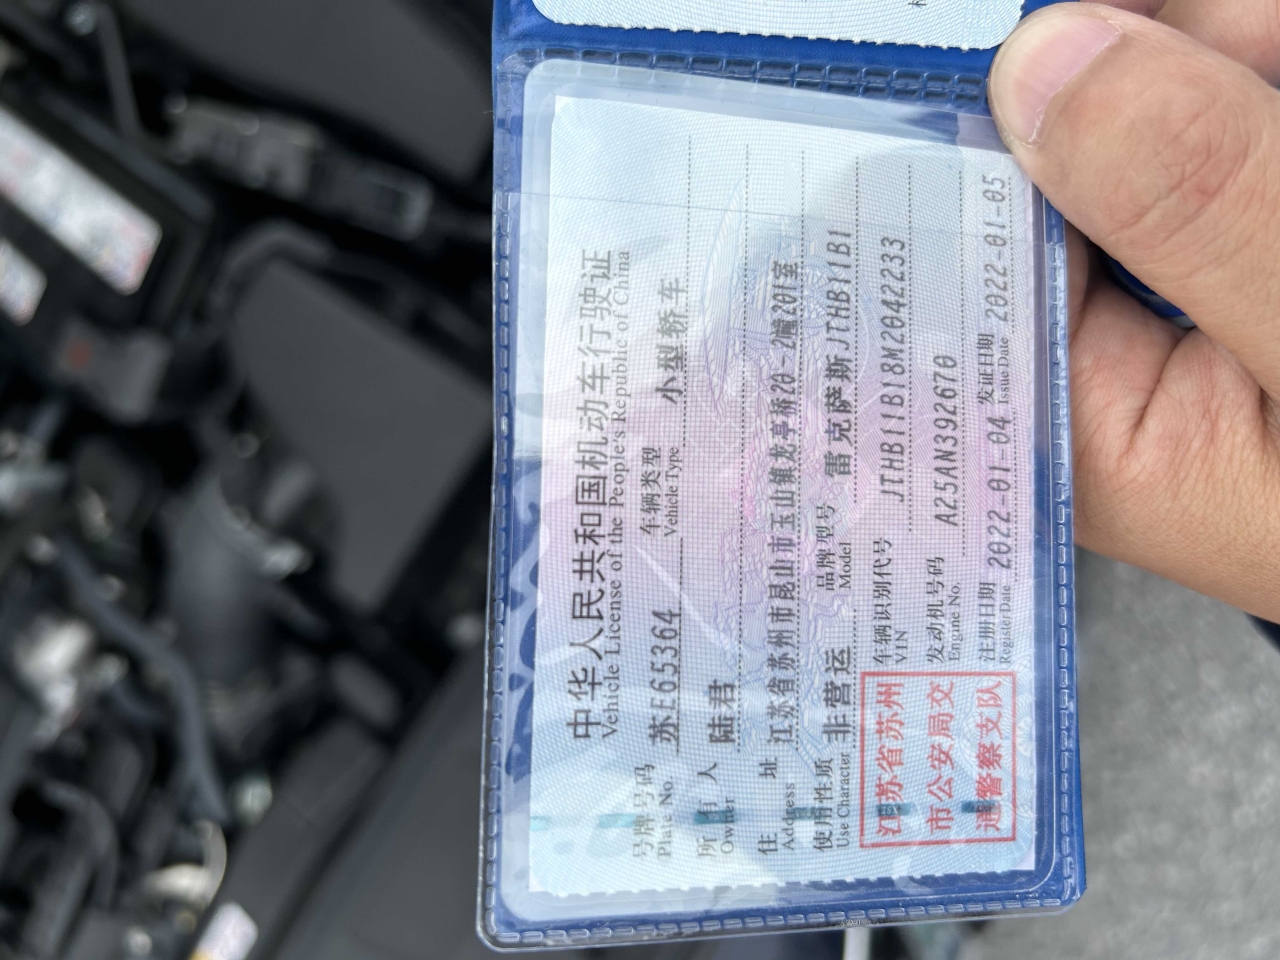 中华人民共和国机动车行驶证
Vehicle License of the People's Republic of China
号牌号码 苏E65364 车辆类型 小型轿车
Plate No. Vehicle Type
所有人 陆君
Owner
住址 江苏省苏州市昆山市玉山镇龙亭桥20-2幢201室
Address
使用性质 非营运 品牌型号 雷克萨斯JTHB11B1
Use Character Model
江苏省苏州
市公安局交
通警察支队
车辆识别代号 JTHB11B18M2042233
VIN
发动机号码 A25AN392670
Engine No.
注册日期 2022-01-04 发证日期 2022-01-05
Register Date Issue Date